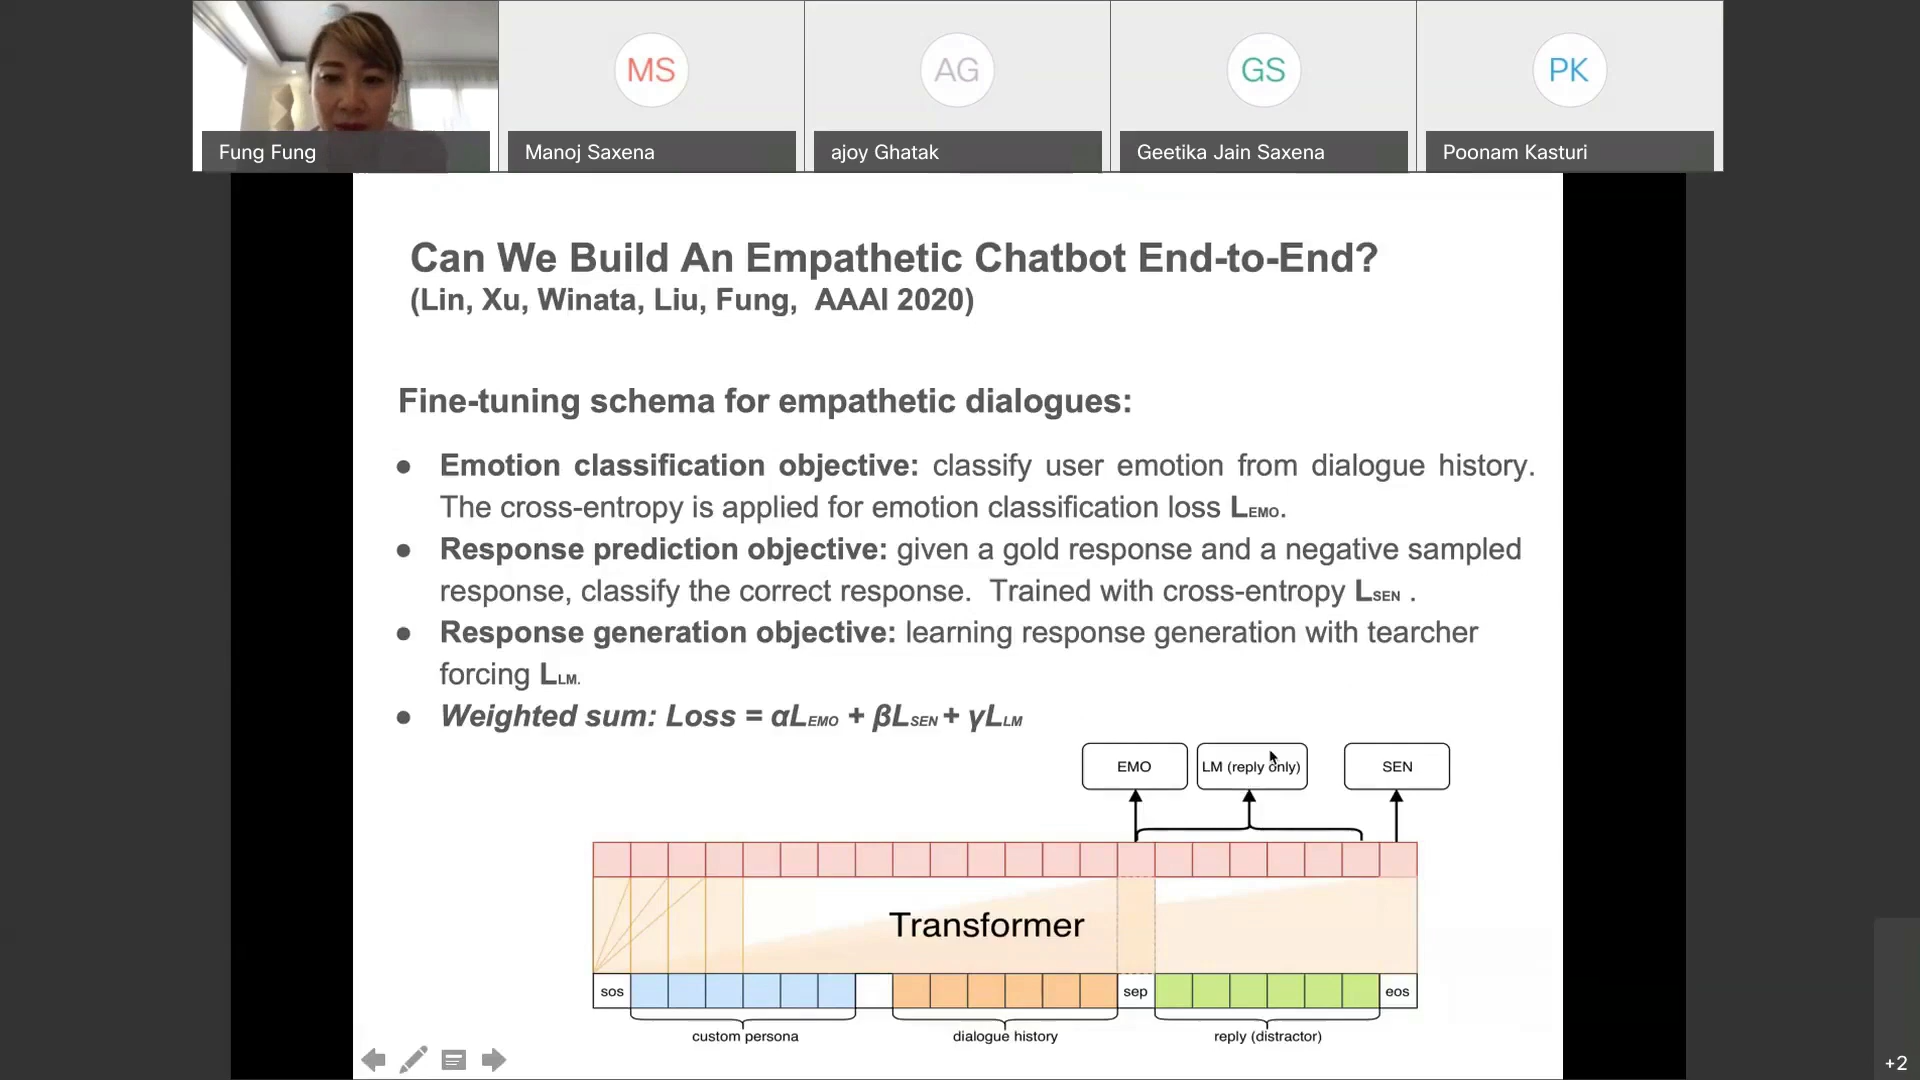 MS
AG
GS
PK
Fung Fung
Manoj Saxena
ajoy Ghatak
Geetika Jain Saxena
Poonam Kasturi
Can We Build An Empathetic Chatbot End-to-End?
(Lin, Xu, Winata, Liu, Fung,  AAAI 2020)
Fine-tuning schema for empathetic dialogues:
● Emotion classification objective: classify user emotion from dialogue history.
The cross-entropy is applied for emotion classification loss LEMO.
● Response prediction objective: given a gold response and a negative sampled
response, classify the correct response.  Trained with cross-entropy LSEN .
● Response generation objective: learning response generation with tearcher
forcing LLM.
● Weighted sum: Loss = αLEMO + βLSEN + γLLM
EMO
LM (reply only)
SEN
Transformer
sos
sep
eos
custom persona
dialogue history
reply (distractor)
+2